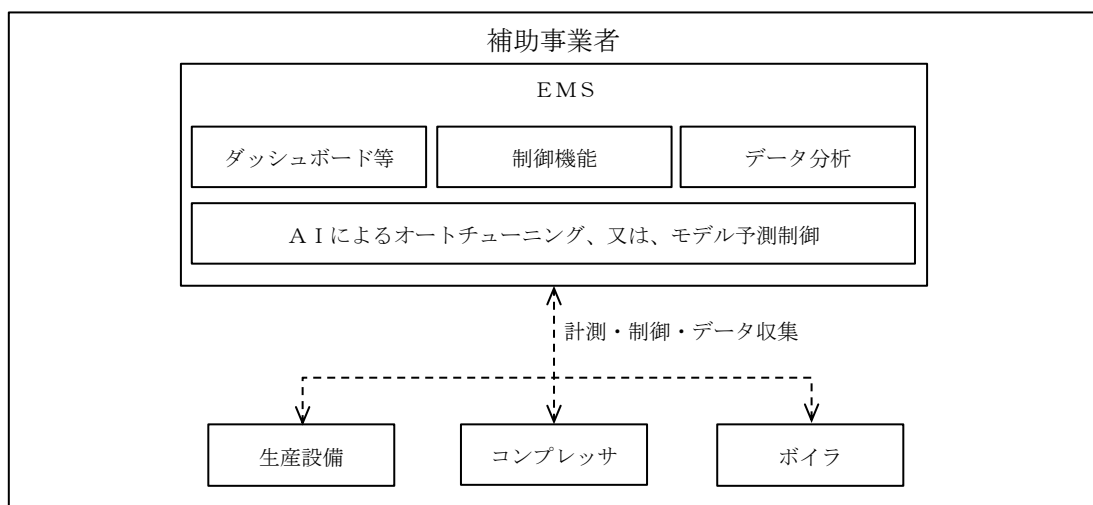 補助事業者
ＥＭＳ
ダッシュボード等
制御機能
データ分析
ＡＩによるオートチューニング、又は、モデル予測制御
計測・制御・データ収集
生産設備
コンプレッサ
ボイラ